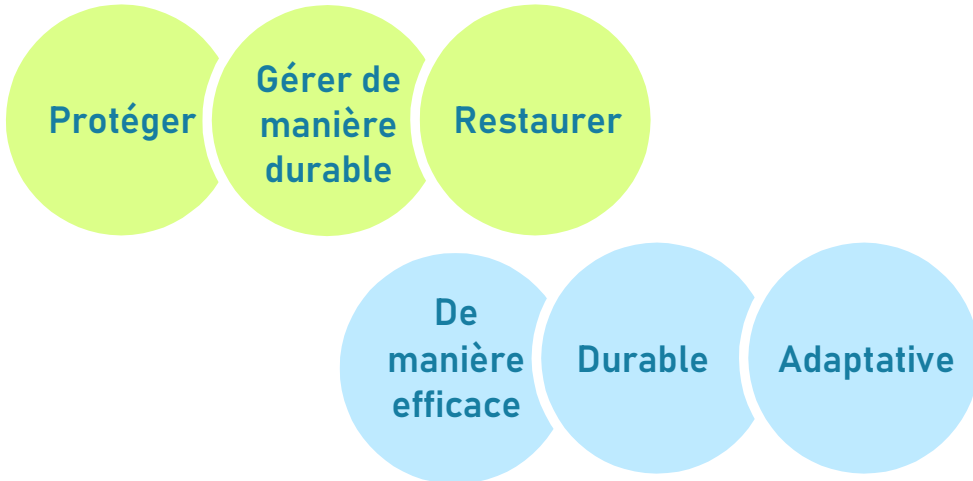 Protéger
Gérer de
manière
durable
Restaurer
De
manière
efficace
Durable
Adaptative